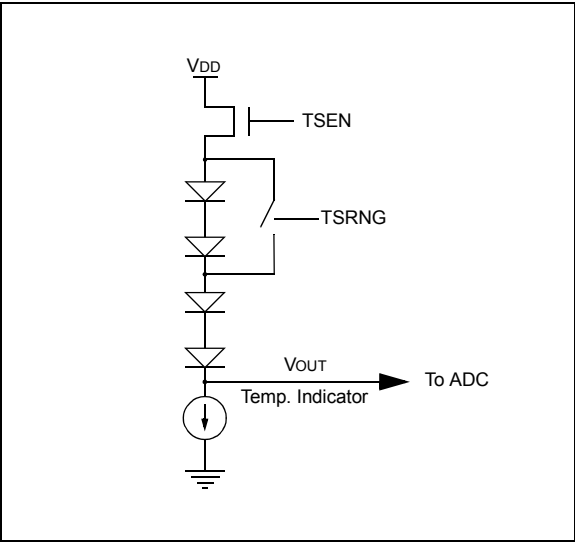 VDD
TSEN
TSRNG
VOUT
To ADC
Temp. Indicator